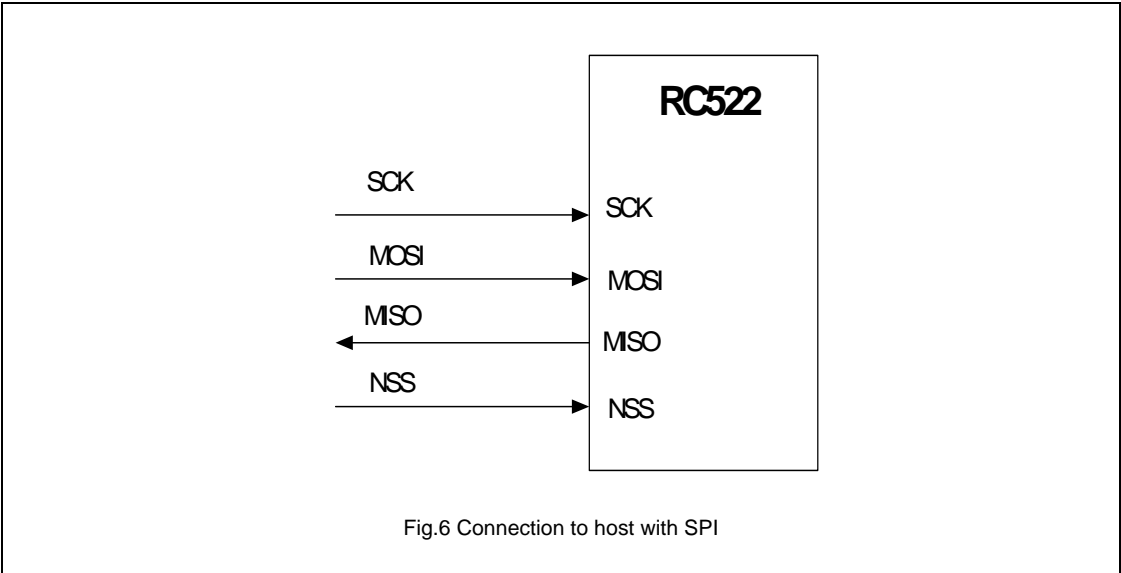 RC522
SCK
SCK
MOSI
MOSI
MISO
MISO
NSS
NSS
Fig.6 Connection to host with SPI